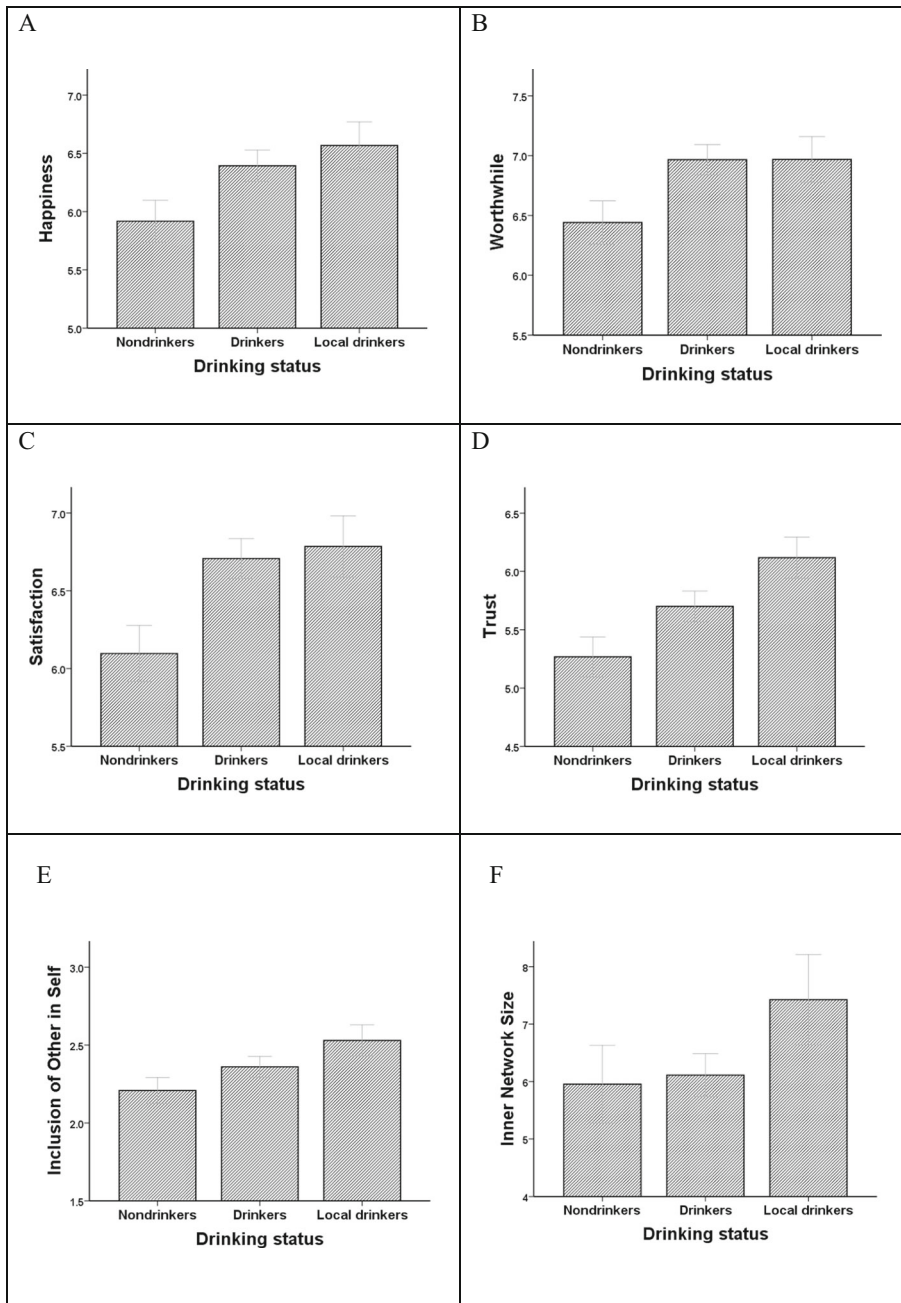 A
Happiness
7.0
6.5
6.0
5.5
5.0
Nondrinkers Drinkers Local drinkers
Drinking status
B
Worthwhile
7.5
7.0
6.5
6.0
5.5
Nondrinkers Drinkers Local drinkers
Drinking status
C
Satisfaction
7.0
6.5
6.0
5.5
Nondrinkers Drinkers Local drinkers
Drinking status
D
Trust
6.5
6.0
5.5
5.0
4.5
Nondrinkers Drinkers Local drinkers
Drinking status
E
Inclusion of Other in Self
3.0
2.5
2.0
1.5
Nondrinkers Drinkers Local drinkers
Drinking status
F
Inner Network Size
8
7
6
5
4
Nondrinkers Drinkers Local drinkers
Drinking status